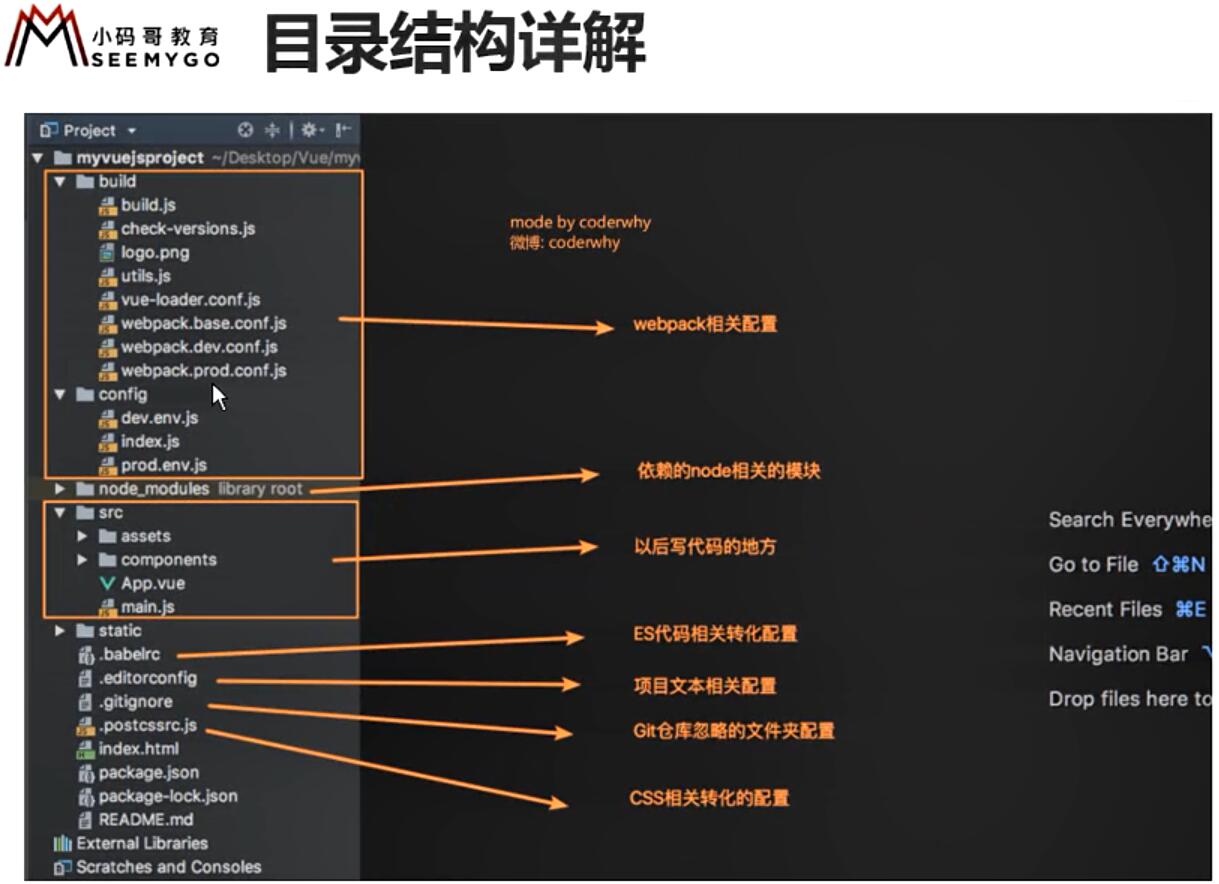 小码哥教育
SEEMYGO
目录结构详解
Project
myvuejsproject ~/Desktop/Vue/myv
build
build.js
check-versions.js
logo.png
utils.js
vue-loader.conf.js
webpack.base.conf.js
webpack.dev.conf.js
webpack.prod.conf.js
config
dev.env.js
index.js
prod.env.js
node_modules library root
src
assets
components
App.vue
main.js
static
.babelrc
.editorconfig
.gitignore
.postcssrc.js
index.html
package.json
package-lock.json
README.md
External Libraries
Scratches and Consoles
mode by coderwhy
微博: coderwhy
webpack相关配置
依赖的node相关的模块
以后写代码的地方
ES代码相关转化配置
项目文本相关配置
Git仓库忽略的文件夹配置
CSS相关转化的配置
Search Everywhe
Go to File ⇧⌘N
Recent Files ⌘E
Navigation Bar
Drop files here to